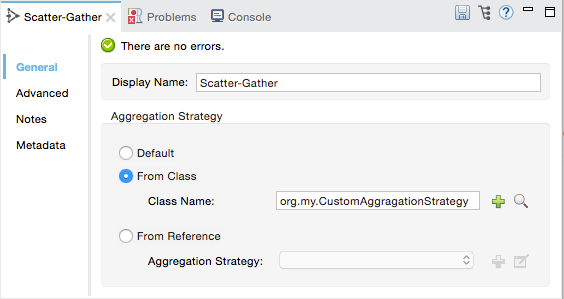 Scatter-Gather Problems Console
There are no errors.
General
Display Name: Scatter-Gather
Advanced
Aggregation Strategy
Notes
Default
Metadata
From Class
Class Name: org.my.CustomAggragationStrategy
From Reference
Aggregation Strategy: